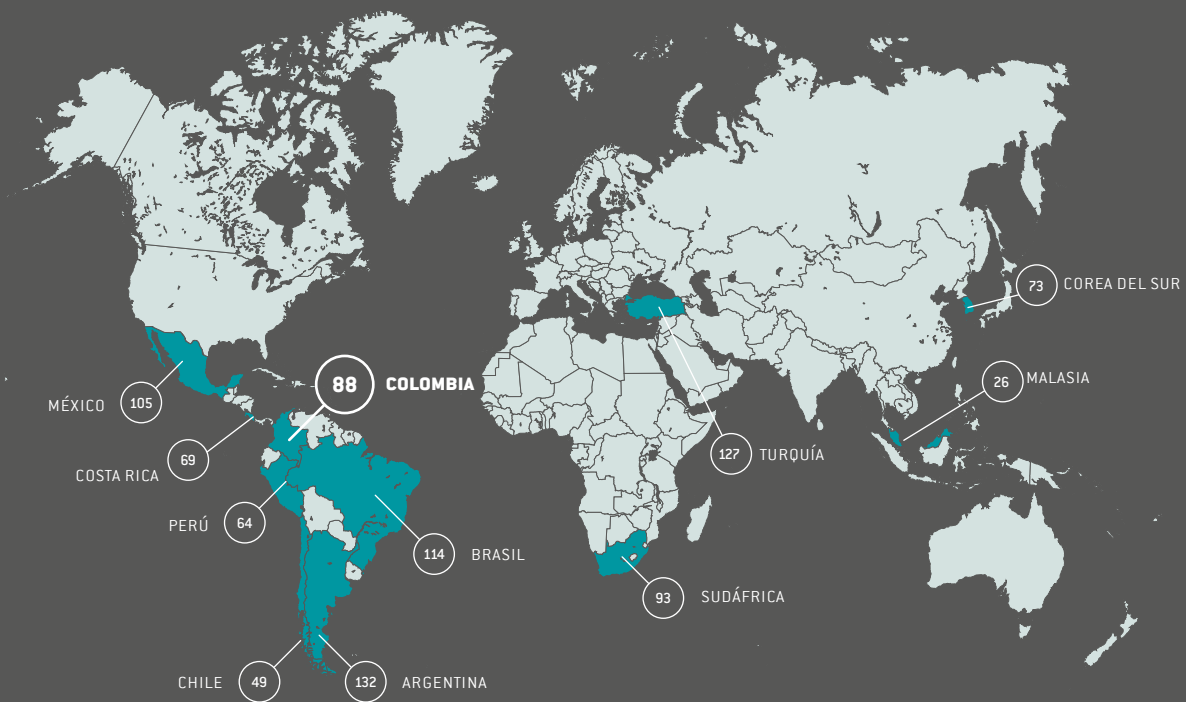 73 COREA DEL SUR
88 COLOMBIA
26 MALASIA
MÉXICO 105
127 TURQUÍA
COSTA RICA 69
PERÚ 64
114 BRASIL
93 SUDÁFRICA
CHILE 49
132 ARGENTINA